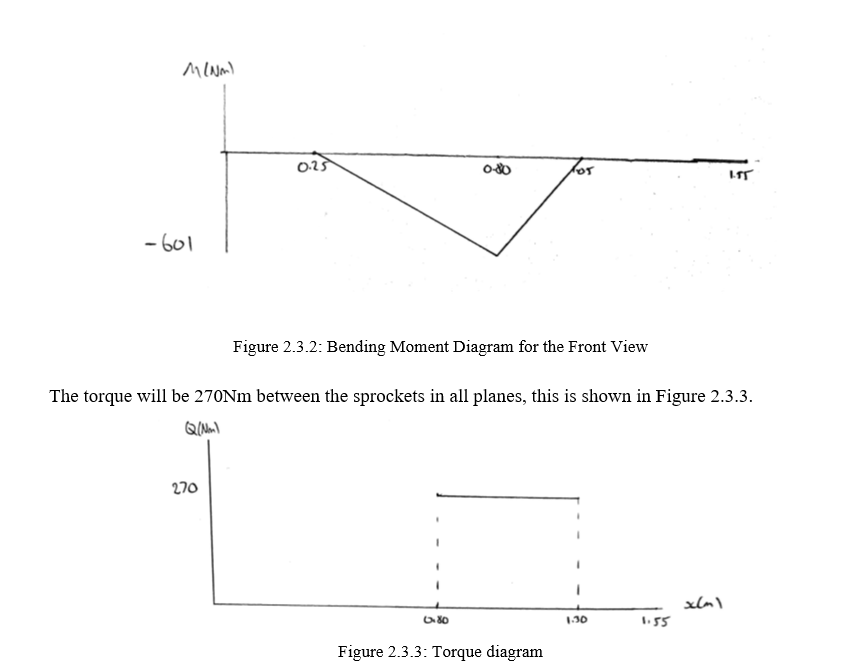 M(Nm)
0.25
0.80
1.55
-601
Figure 2.3.2: Bending Moment Diagram for the Front View
The torque will be 270Nm between the sprockets in all planes, this is shown in Figure 2.3.3.
Q(Nm)
270
x(m)
0.80
1.30
1.55
Figure 2.3.3: Torque diagram